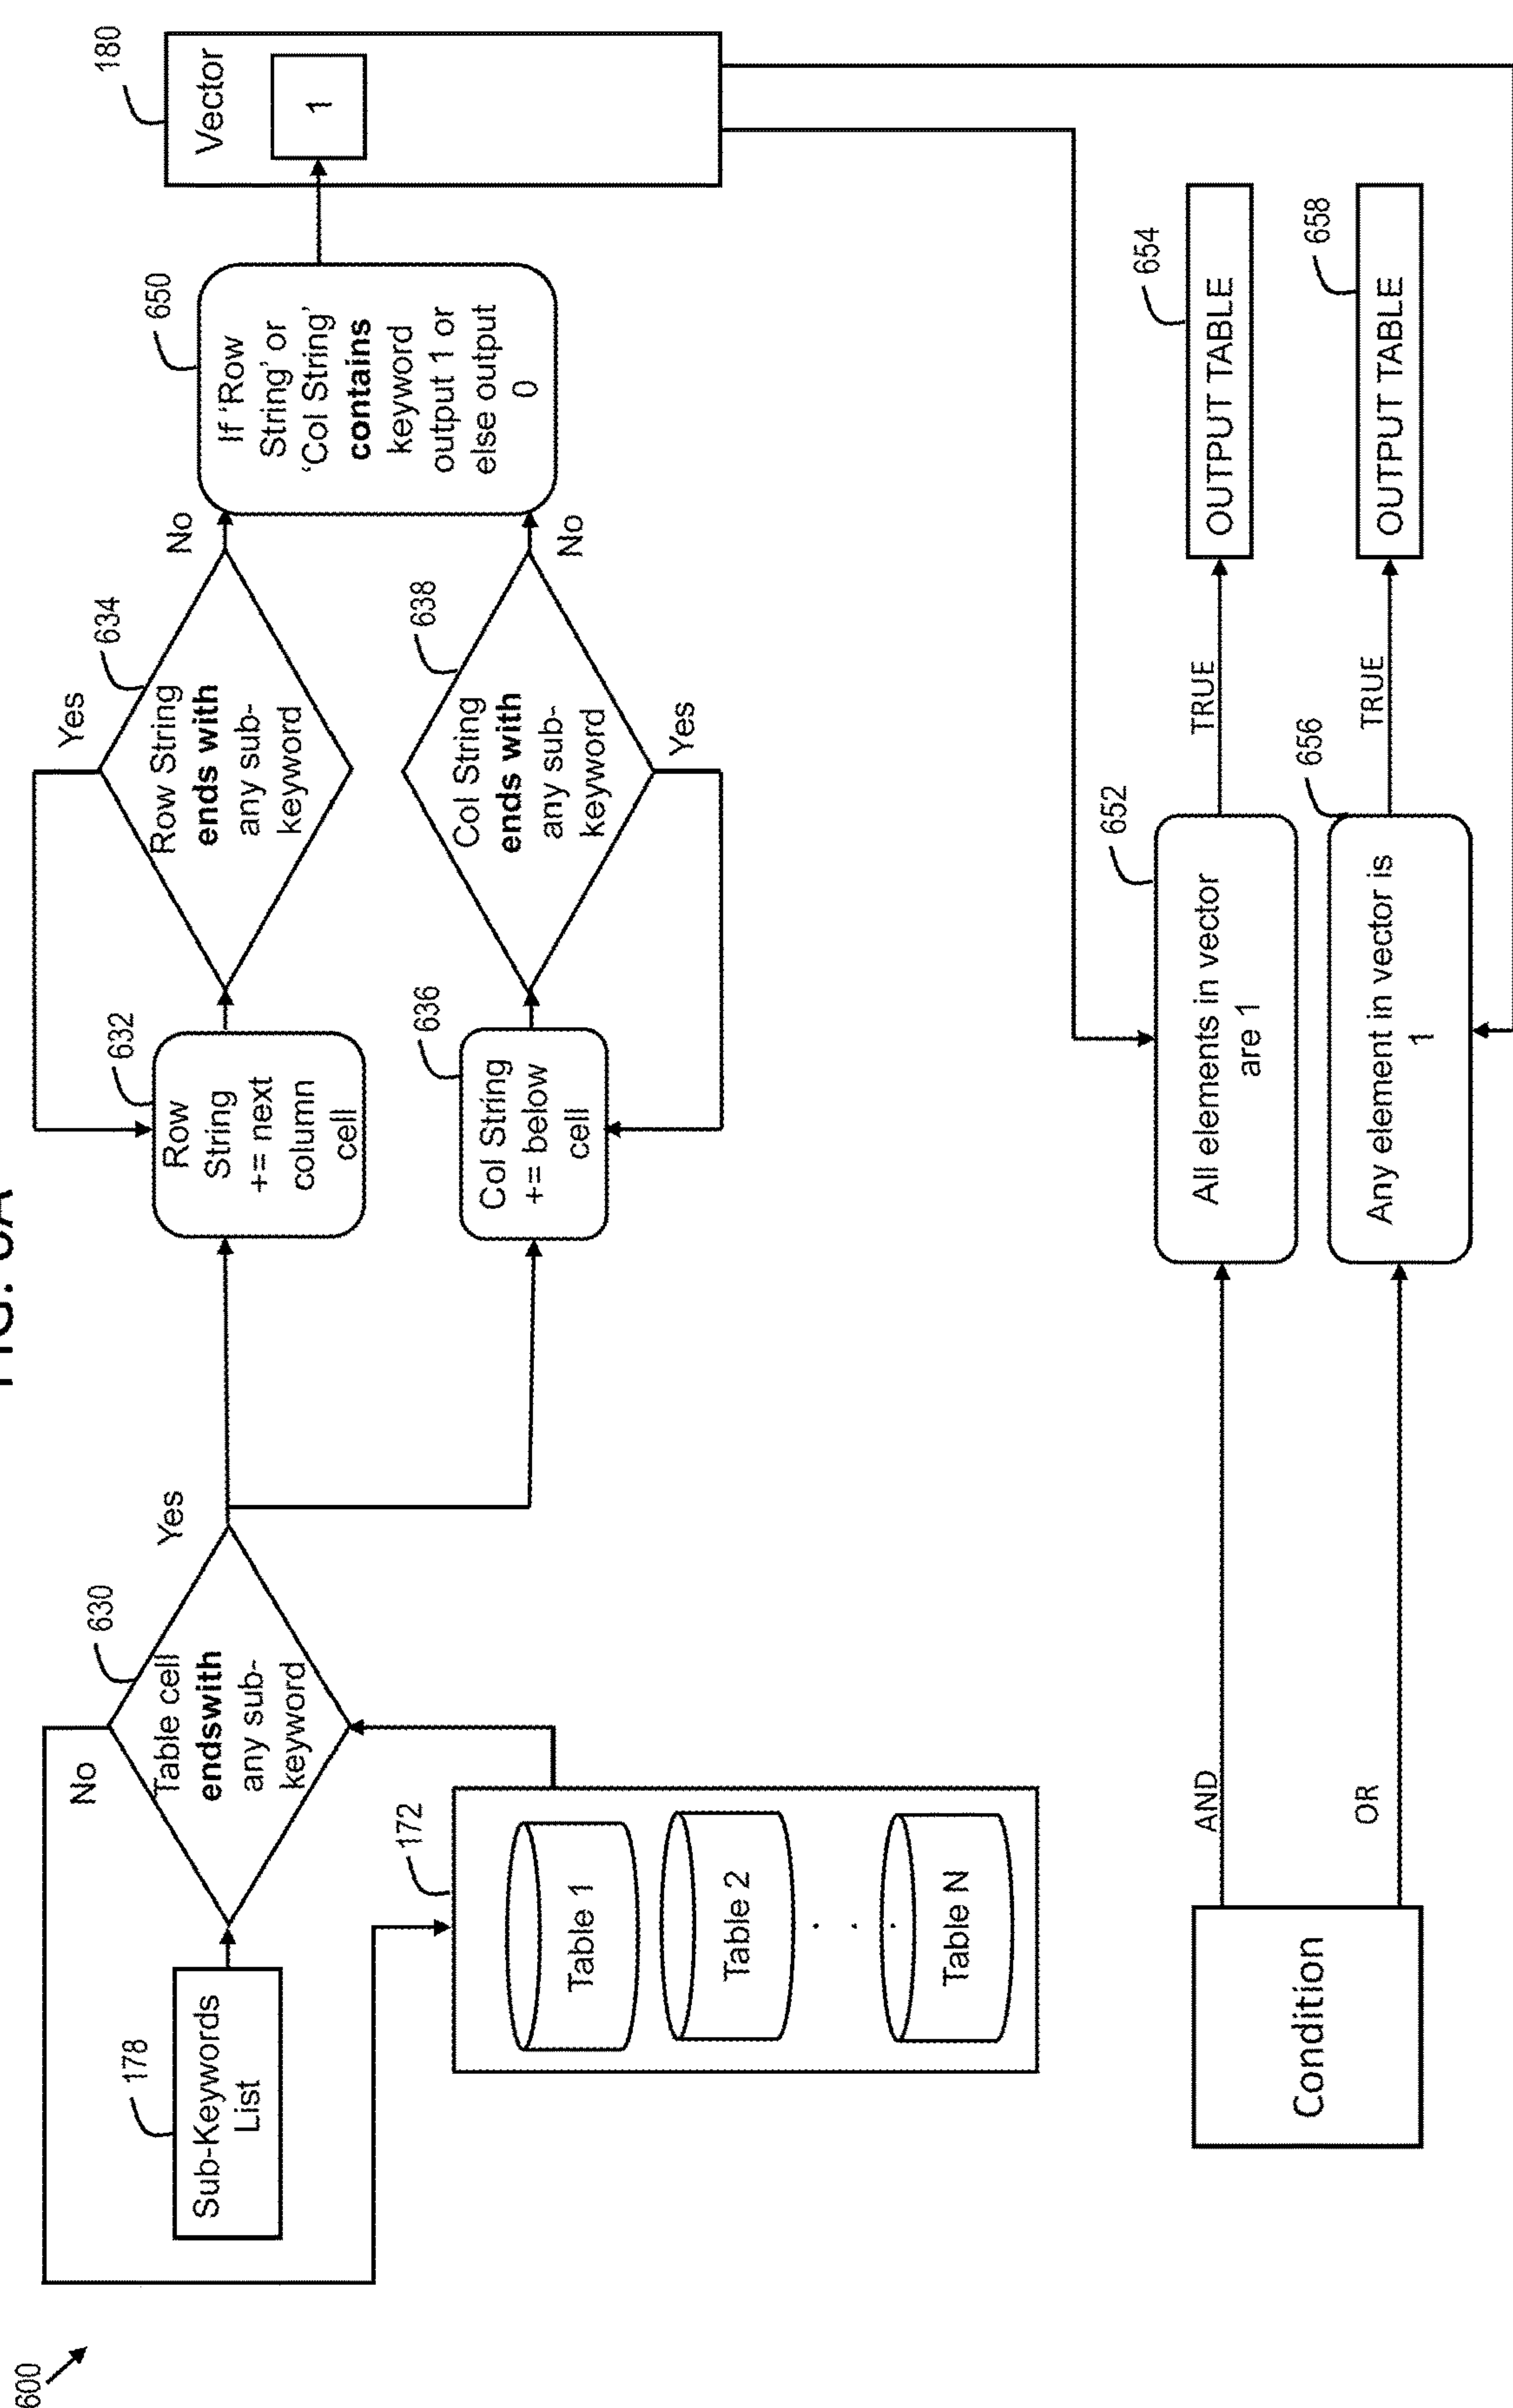 600
178
Sub-Keywords
List
No
630
Table cell
endswith
any sub-
keyword
Yes
172
Table 1
Table 2
. . .
Table N
632
Row
String
+= next
column
cell
634
Row String
ends with
any sub-
keyword
Yes
No
636
Col String
+= below
cell
638
Col String
ends with
any sub-
keyword
Yes
No
650
If ‘Row
String’ or
‘Col String’
contains
keyword
output 1 or
else output
0
180
Vector
1
Condition
AND
OR
652
All elements in vector
are 1
TRUE
654
OUTPUT TABLE
656
Any element in vector is
1
TRUE
658
OUTPUT TABLE